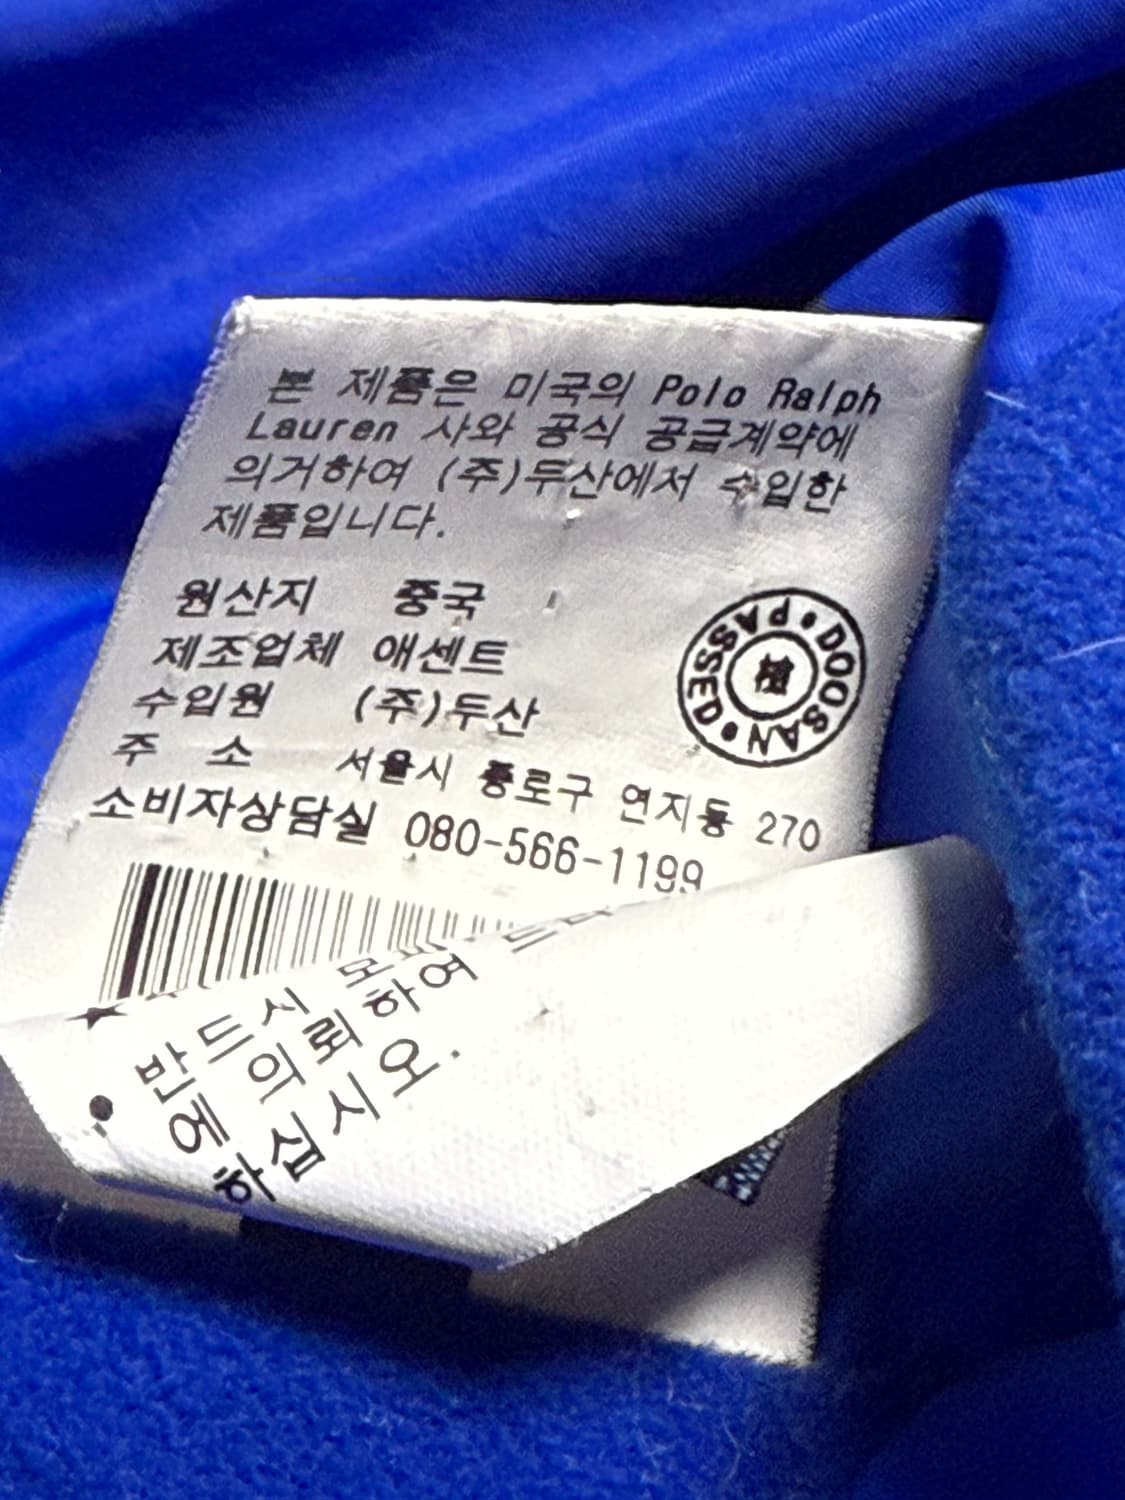 본 제품은 미국의 Polo Ralph
Lauren 사와 공식 공급계약에
의거하여 (주)두산에서 수입한
제품입니다.
원산지 중국
제조업체 애센트
수입원 (주)두산
주 소 서울시 종로구 연지동 270
소비자상담실 080-566-1199
DOOSAN • PASSED •
檢
반드시
에 의뢰하여
하십시오.